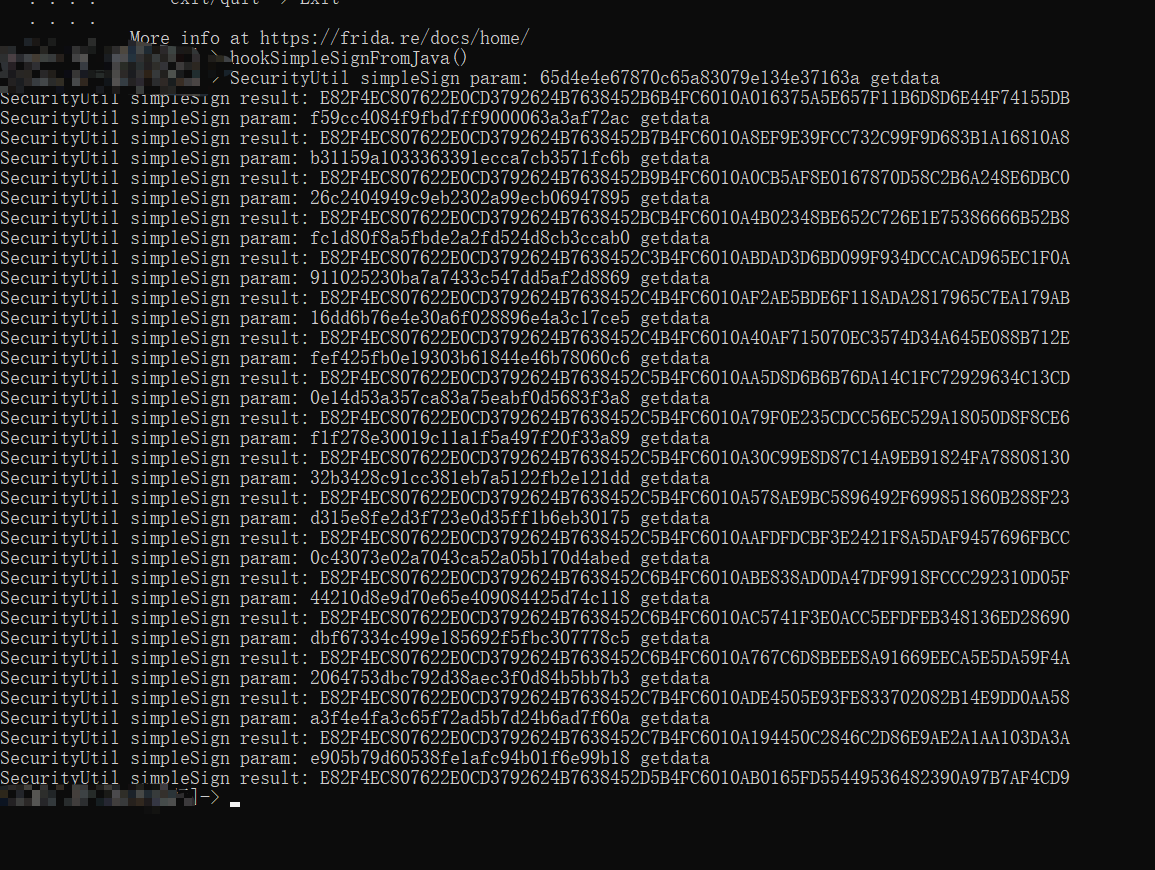 . . . .       exit/quit -> Exit
. . . .
More info at https://frida.re/docs/home/
> hookSimpleSignFromJava()
SecurityUtil simpleSign param: 65d4e4e67870c65a83079e134e37163a getdata
SecurityUtil simpleSign result: E82F4EC807622E0CD3792624B7638452B6B4FC6010A016375A5E657F11B6D8D6E44F74155DB
SecurityUtil simpleSign param: f59cc4084f9fbd7ff9000063a3af72ac getdata
SecurityUtil simpleSign result: E82F4EC807622E0CD3792624B7638452B7B4FC6010A8EF9E39FCC732C99F9D683B1A16810A8
SecurityUtil simpleSign param: b31159a1033363391ecca7cb3571fc6b getdata
SecurityUtil simpleSign result: E82F4EC807622E0CD3792624B7638452B9B4FC6010A0CB5AF8E0167870D58C2B6A248E6DBC0
SecurityUtil simpleSign param: 26c2404949c9eb2302a99ecb06947895 getdata
SecurityUtil simpleSign result: E82F4EC807622E0CD3792624B7638452BCB4FC6010A4B02348BE652C726E1E75386666B52B8
SecurityUtil simpleSign param: fc1d80f8a5fbde2a2fd524d8cb3ccab0 getdata
SecurityUtil simpleSign result: E82F4EC807622E0CD3792624B7638452C3B4FC6010ABDAD3D6BD099F934DCCACAD965EC1F0A
SecurityUtil simpleSign param: 911025230ba7a7433c547dd5af2d8869 getdata
SecurityUtil simpleSign result: E82F4EC807622E0CD3792624B7638452C4B4FC6010AF2AE5BDE6F118ADA2817965C7EA179AB
SecurityUtil simpleSign param: 16dd6b76e4e30a6f028896e4a3c17ce5 getdata
SecurityUtil simpleSign result: E82F4EC807622E0CD3792624B7638452C4B4FC6010A40AF715070EC3574D34A645E088B712E
SecurityUtil simpleSign param: fef425fb0e19303b61844e46b78060c6 getdata
SecurityUtil simpleSign result: E82F4EC807622E0CD3792624B7638452C5B4FC6010AA5D8D6B6B76DA14C1FC72929634C13CD
SecurityUtil simpleSign param: 0e14d53a357ca83a75eabf0d5683f3a8 getdata
SecurityUtil simpleSign result: E82F4EC807622E0CD3792624B7638452C5B4FC6010A79F0E235CDCC56EC529A18050D8F8CE6
SecurityUtil simpleSign param: f1f278e30019c11a1f5a497f20f33a89 getdata
SecurityUtil simpleSign result: E82F4EC807622E0CD3792624B7638452C5B4FC6010A30C99E8D87C14A9EB91824FA78808130
SecurityUtil simpleSign param: 32b3428c91cc381eb7a5122fb2e121dd getdata
SecurityUtil simpleSign result: E82F4EC807622E0CD3792624B7638452C5B4FC6010A578AE9BC5896492F699851860B288F23
SecurityUtil simpleSign param: d315e8fe2d3f723e0d35ff1b6eb30175 getdata
SecurityUtil simpleSign result: E82F4EC807622E0CD3792624B7638452C5B4FC6010AAFDFDCBF3E2421F8A5DAF9457696FBCC
SecurityUtil simpleSign param: 0c43073e02a7043ca52a05b170d4abed getdata
SecurityUtil simpleSign result: E82F4EC807622E0CD3792624B7638452C6B4FC6010ABE838AD0DA47DF9918FCCC292310D05F
SecurityUtil simpleSign param: 44210d8e9d70e65e409084425d74c118 getdata
SecurityUtil simpleSign result: E82F4EC807622E0CD3792624B7638452C6B4FC6010AC5741F3E0ACC5EFDFEB348136ED28690
SecurityUtil simpleSign param: dbf67334c499e185692f5fbc307778c5 getdata
SecurityUtil simpleSign result: E82F4EC807622E0CD3792624B7638452C6B4FC6010A767C6D8BEEE8A91669EECA5E5DA59F4A
SecurityUtil simpleSign param: 2064753dbc792d38aec3f0d84b5bb7b3 getdata
SecurityUtil simpleSign result: E82F4EC807622E0CD3792624B7638452C7B4FC6010ADE4505E93FE833702082B14E9DD0AA58
SecurityUtil simpleSign param: a3f4e4fa3c65f72ad5b7d24b6ad7f60a getdata
SecurityUtil simpleSign result: E82F4EC807622E0CD3792624B7638452C7B4FC6010A194450C2846C2D86E9AE2A1AA103DA3A
SecurityUtil simpleSign param: e905b79d60538fe1afc94b01f6e99b18 getdata
SecurityUtil simpleSign result: E82F4EC807622E0CD3792624B7638452D5B4FC6010AB0165FD55449536482390A97B7AF4CD9
]->